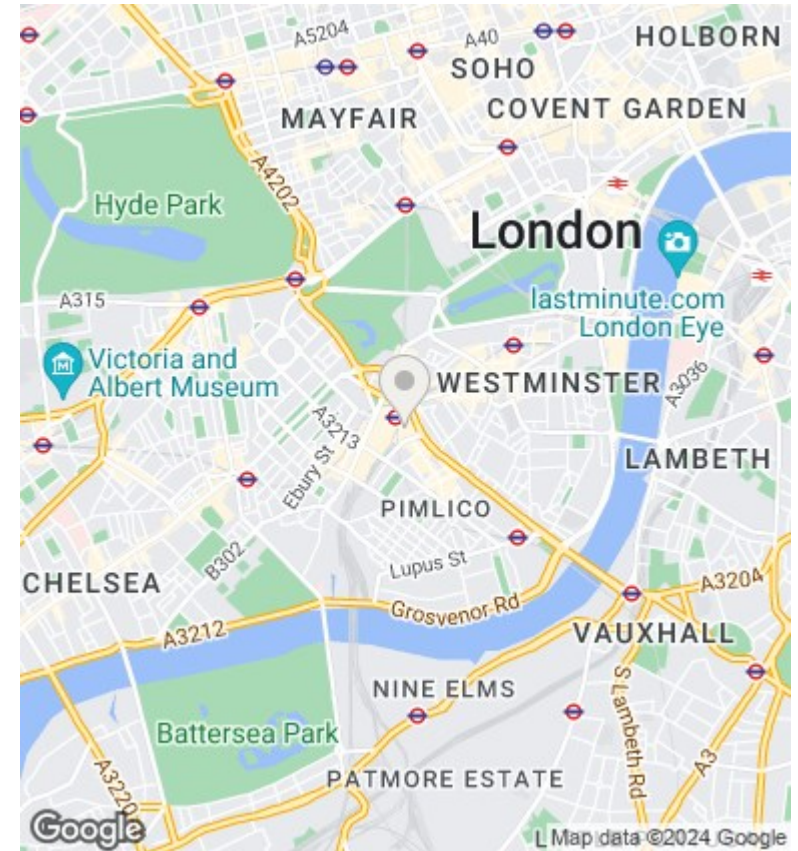 A5204
A40
HOLBORN
SOHO
MAYFAIR
COVENT GARDEN
A4202
Hyde Park
London
A315
lastminute.com
London Eye
Victoria and
Albert Museum
WESTMINSTER
A3036
A3213
Ebury St
LAMBETH
PIMLICO
B302
Lupus St
CHELSEA
A3204
Grosvenor Rd
A3212
VAUXHALL
NINE ELMS
S Lambeth Rd
Battersea Park
A3
A3220
PATMORE ESTATE
Google
Map data ©2024 Google